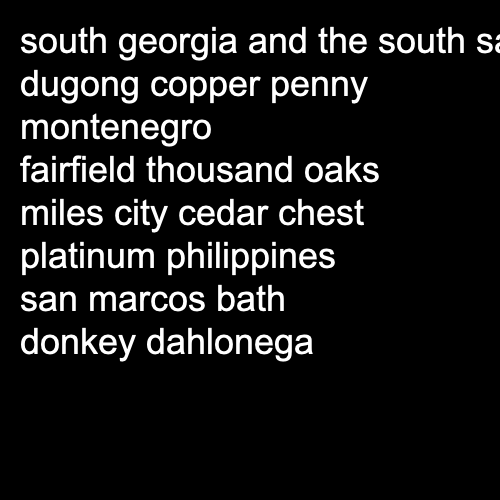 south georgia and the south
dugong copper penny
montenegro
fairfield thousand oaks
miles city cedar chest
platinum philippines
san marcos bath
donkey dahlonega